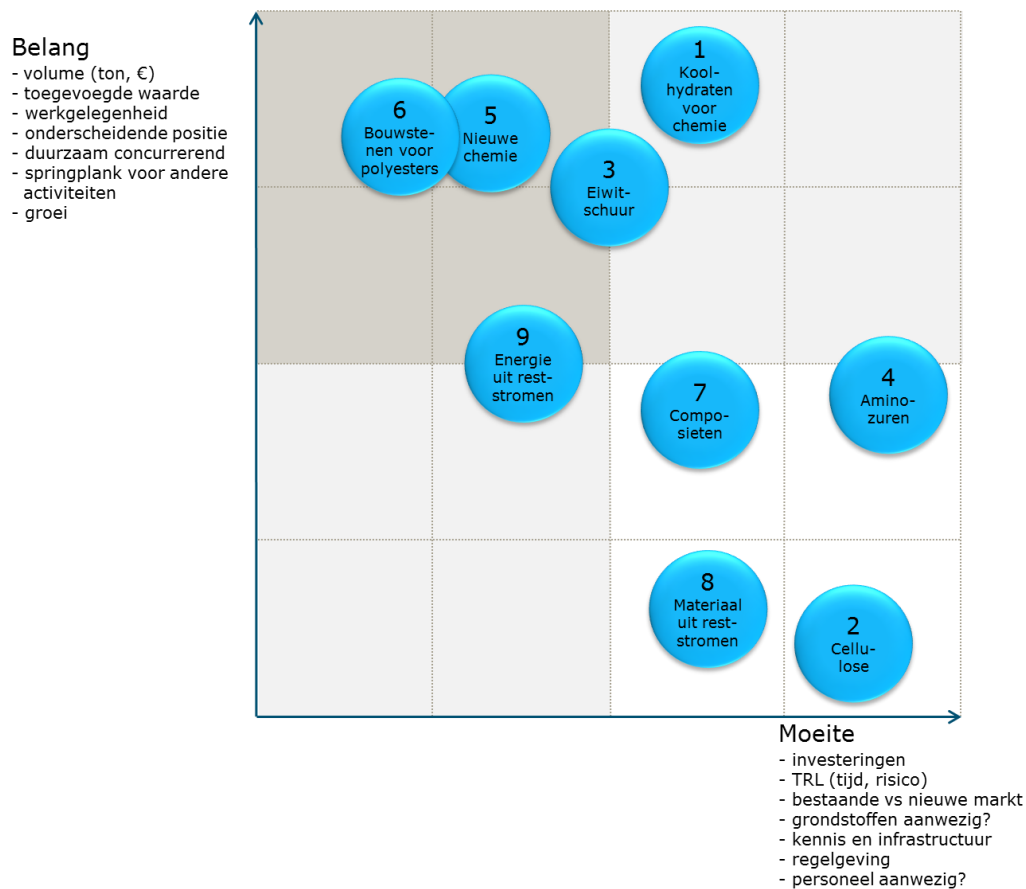 Belang
- volume (ton, €)
- toegevoegde waarde
- werkgelegenheid
- onderscheidende positie
- duurzaam concurrerend
- springplank voor andere
activiteiten
- groei
1
Kool-
hydraten
voor
chemie
6
Bouwste-
nen voor
polyesters
5
Nieuwe
chemie
3
Eiwit-
schuur
9
Energie
uit rest-
stromen
7
Compo-
sieten
4
Amino-
zuren
8
Materiaal
uit rest-
stromen
2
Cellu-
lose
Moeite
- investeringen
- TRL (tijd, risico)
- bestaande vs nieuwe markt
- grondstoffen aanwezig?
- kennis en infrastructuur
- regelgeving
- personeel aanwezig?